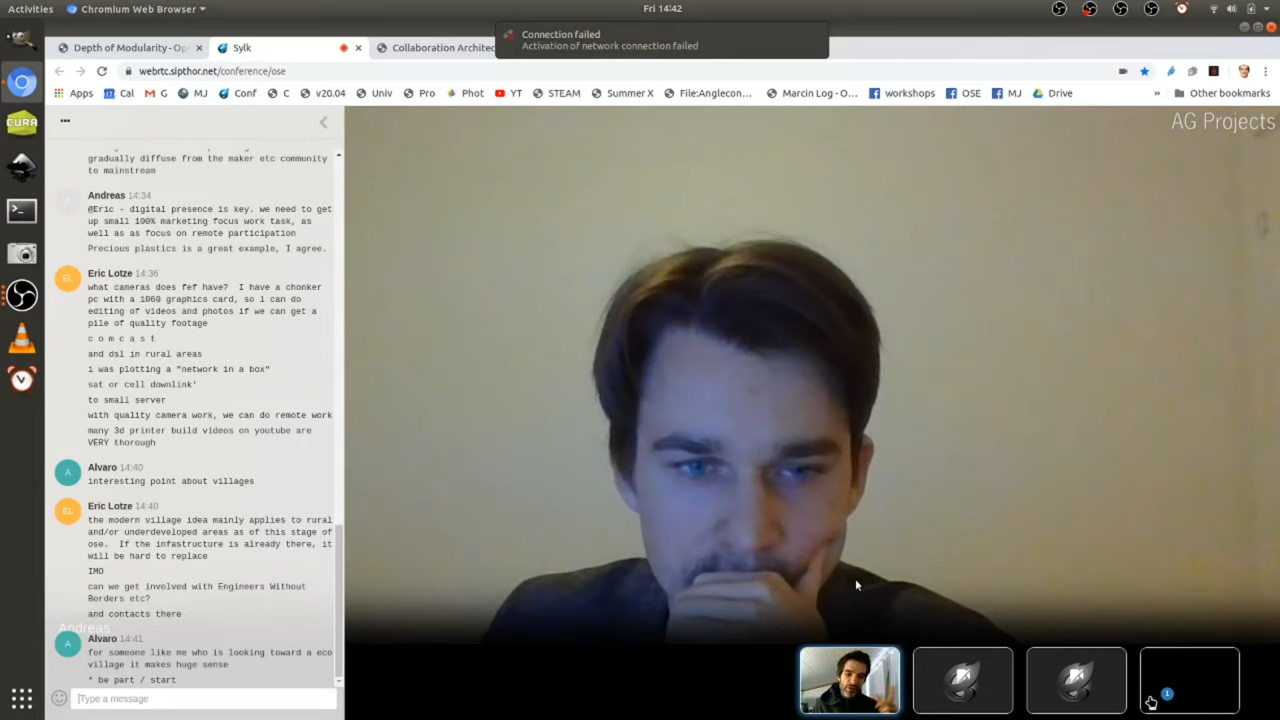 Activities
Chromium Web Browser
Fri 14:42
Connection failed
Activation of network connection failed
Depth of Modularity - Op
Sylk
Collaboration Architec
webrtc.sipthor.net/conference/ose
Apps
Cal
G
MJ
Conf
C
v20.04
Univ
Pro
Phot
YT
STEAM
Summer X
File:Anglecon...
Marcin Log - O...
workshops
OSE
MJ
Drive
»
Other bookmarks
AG Projects
gradually diffuse from the maker etc community
to mainstream
Andreas 14:34
@Eric - digital presence is key. we need to get
up small 100% marketing focus work task, as
well as as focus on remote participation
Precious plastics is a great example, I agree.
EL
Eric Lotze 14:36
what cameras does fef have? I have a chonker
pc with a 1060 graphics card, so i can do
editing of videos and photos if we can get a
pile of quality footage
c o m c a s t
and dsl in rural areas
i was plotting a "network in a box"
sat or cell downlink'
to small server
with quality camera work, we can do remote work
many 3d printer build videos on youtube are
VERY thorough
A
Alvaro 14:40
interesting point about villages
EL
Eric Lotze 14:40
the modern village idea mainly applies to rural
and/or underdeveloped areas as of this stage of
ose. If the infastructure is already there, it
will be hard to replace
IMO
can we get involved with Engineers Without
Borders etc?
and contacts there
Andreas
A
Alvaro 14:41
for someone like me who is looking toward a eco
village it makes huge sense
* be part / start
Type a message
CURA
1